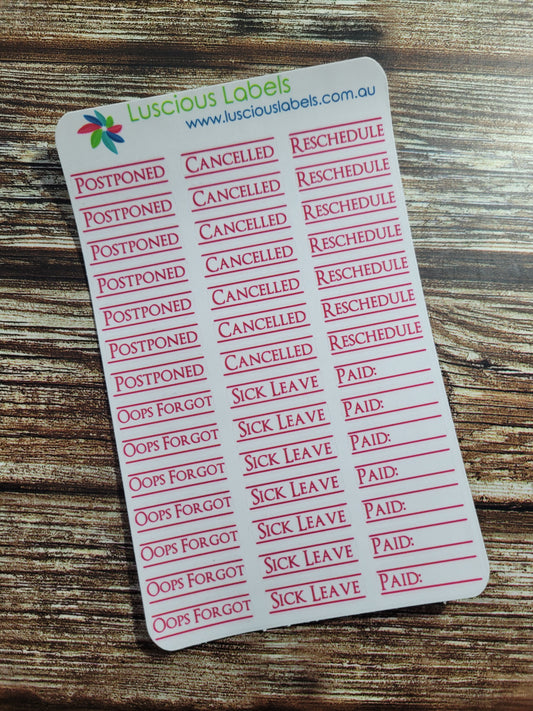 Luscious Labels
www.lusciouslabels.com.au
Postponed Cancelled Reschedule
Postponed Cancelled Reschedule
Postponed Cancelled Reschedule
Postponed Cancelled Reschedule
Postponed Cancelled Reschedule
Postponed Cancelled Reschedule
Postponed Cancelled Reschedule
Oops Forgot Sick Leave Paid:
Oops Forgot Sick Leave Paid:
Oops Forgot Sick Leave Paid:
Oops Forgot Sick Leave Paid:
Oops Forgot Sick Leave Paid:
Oops Forgot Sick Leave Paid:
Oops Forgot Sick Leave Paid: